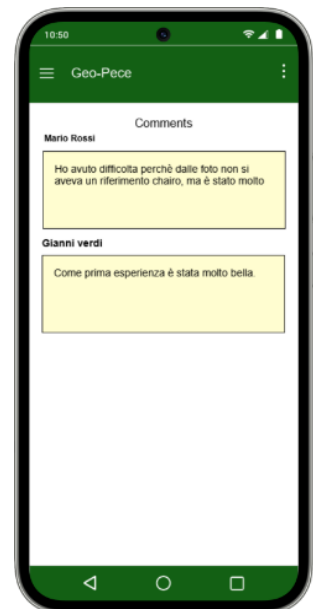 10:50
Geo-Pece
Comments
Mario Rossi
Ho avuto difficolta perchè dalle foto non si
aveva un riferimento chairo, ma è stato molto
Gianni verdi
Come prima esperienza è stata molto bella.